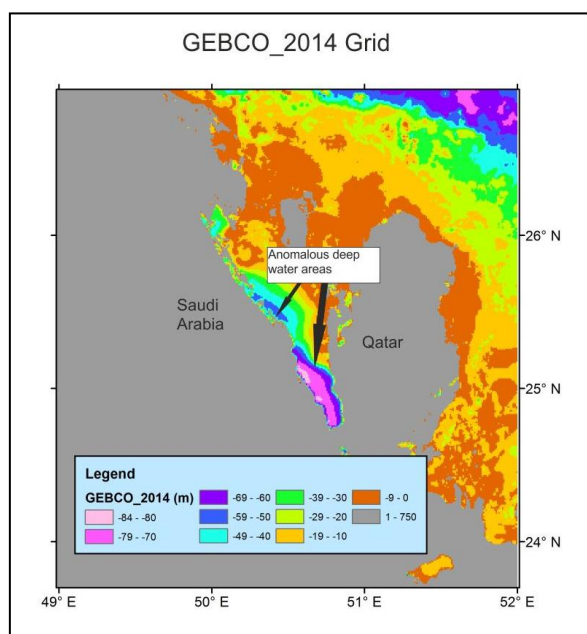 GEBCO_2014 Grid
26° N
Anomalous deep
water areas
Saudi
Arabia
Qatar
25° N
Legend
GEBCO_2014 (m)
-84 - -80
-79 - -70
-69 - -60
-59 - -50
-49 - -40
-39 - -30
-29 - -20
-19 - -10
-9 - 0
1 - 750
24° N
49° E
50° E
51° E
52° E